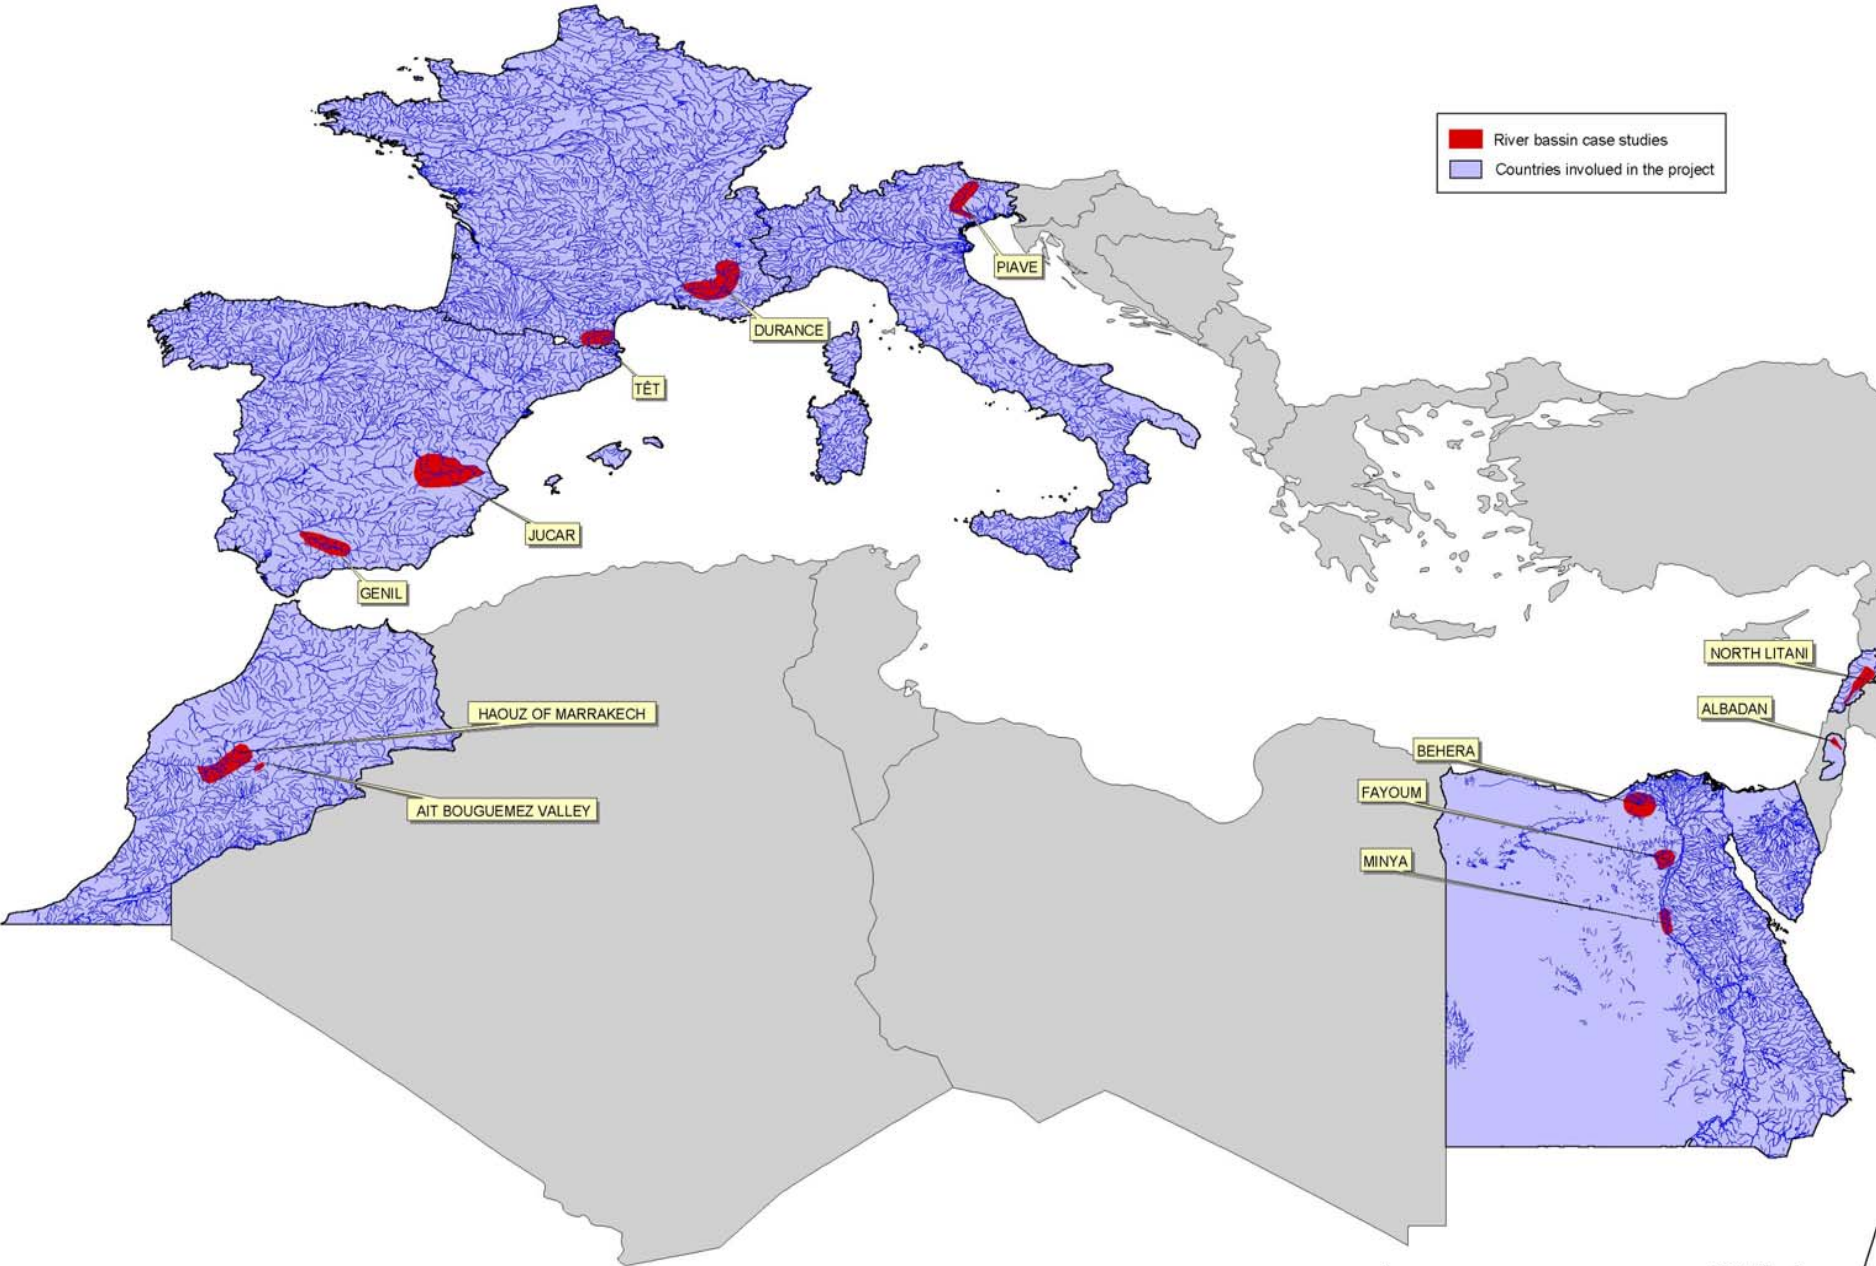 River bassin case studies
Countries involued in the project
PIAVE
DURANCE
TÊT
JUCAR
GENIL
NORTH LITANI
ALBADAN
HAOUZ OF MARRAKECH
BEHERA
FAYOUM
AIT BOUGUEMEZ VALLEY
MINYA